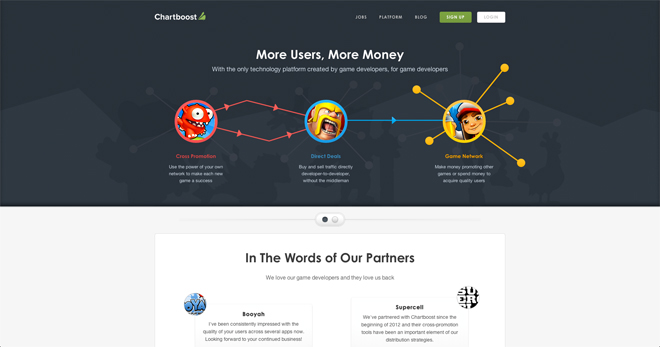 Chartboost
JOBS PLATFORM BLOG SIGN UP LOGIN
More Users, More Money
With the only technology platform created by game developers, for game developers
Cross Promotion
Use the power of your own
network to make each new
game a success
Direct Deals
Buy and sell traffic directly
developer-to-developer,
without the middleman
Game Network
Make money promoting other
games or spend money to
acquire quality users
In The Words of Our Partners
We love our game developers and they love us back
Booyah
I've been consistently impressed with the
quality of your users across several apps now.
Looking forward to your continued business!
SUPERCELL
Supercell
We've partnered with Chartboost since the
beginning of 2012 and their cross-promotion
tools have been an important element of our
distribution strategies.